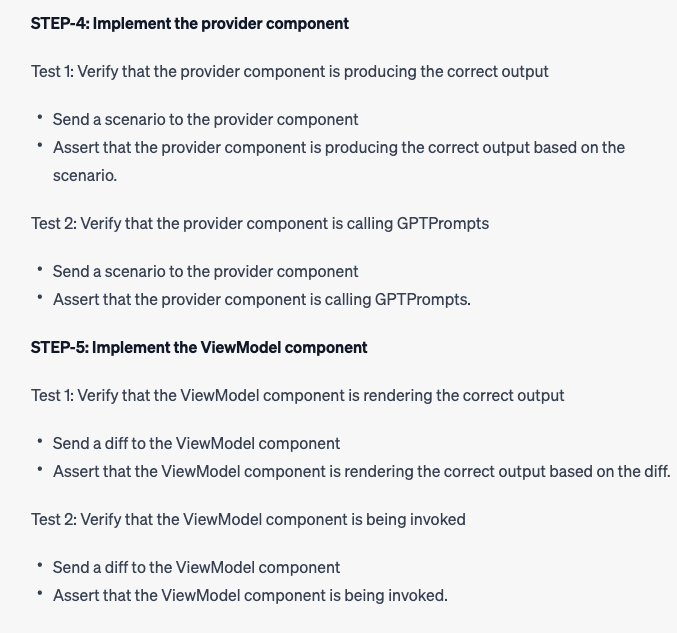 STEP-4: Implement the provider component
Test 1: Verify that the provider component is producing the correct output
• Send a scenario to the provider component
• Assert that the provider component is producing the correct output based on the
scenario.
Test 2: Verify that the provider component is calling GPTPrompts
• Send a scenario to the provider component
• Assert that the provider component is calling GPTPrompts.
STEP-5: Implement the ViewModel component
Test 1: Verify that the ViewModel component is rendering the correct output
• Send a diff to the ViewModel component
• Assert that the ViewModel component is rendering the correct output based on the diff.
Test 2: Verify that the ViewModel component is being invoked
• Send a diff to the ViewModel component
• Assert that the ViewModel component is being invoked.